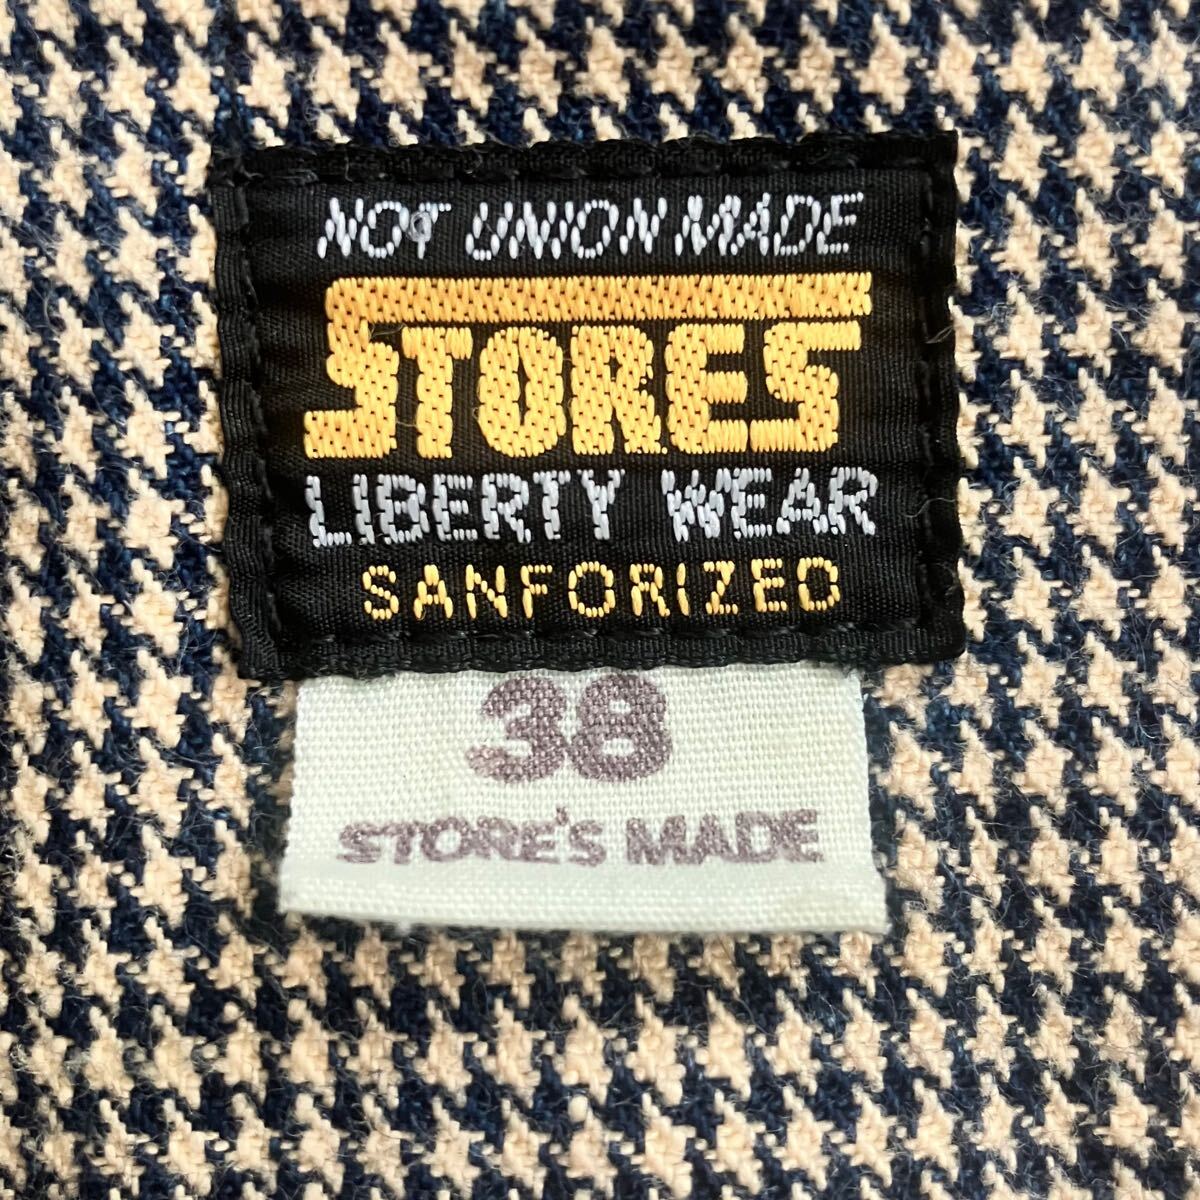 NOT UNION MADE
STORES
LIBERTY WEAR
SANFORIZED
38
STORE'S MADE